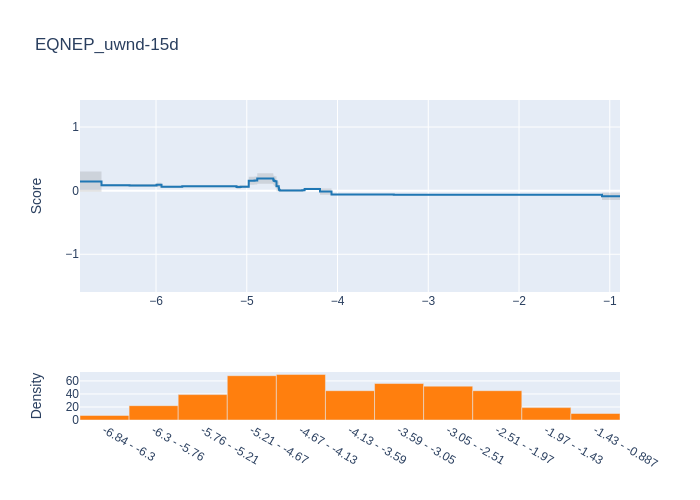 EQNEP_uwnd-15d
Score
1
0
−1
−6
−5
−4
−3
−2
−1
Density
60
40
20
0
-6.84 - -6.3
-6.3 - -5.76
-5.76 - -5.21
-5.21 - -4.67
-4.67 - -4.13
-4.13 - -3.59
-3.59 - -3.05
-3.05 - -2.51
-2.51 - -1.97
-1.97 - -1.43
-1.43 - -0.887